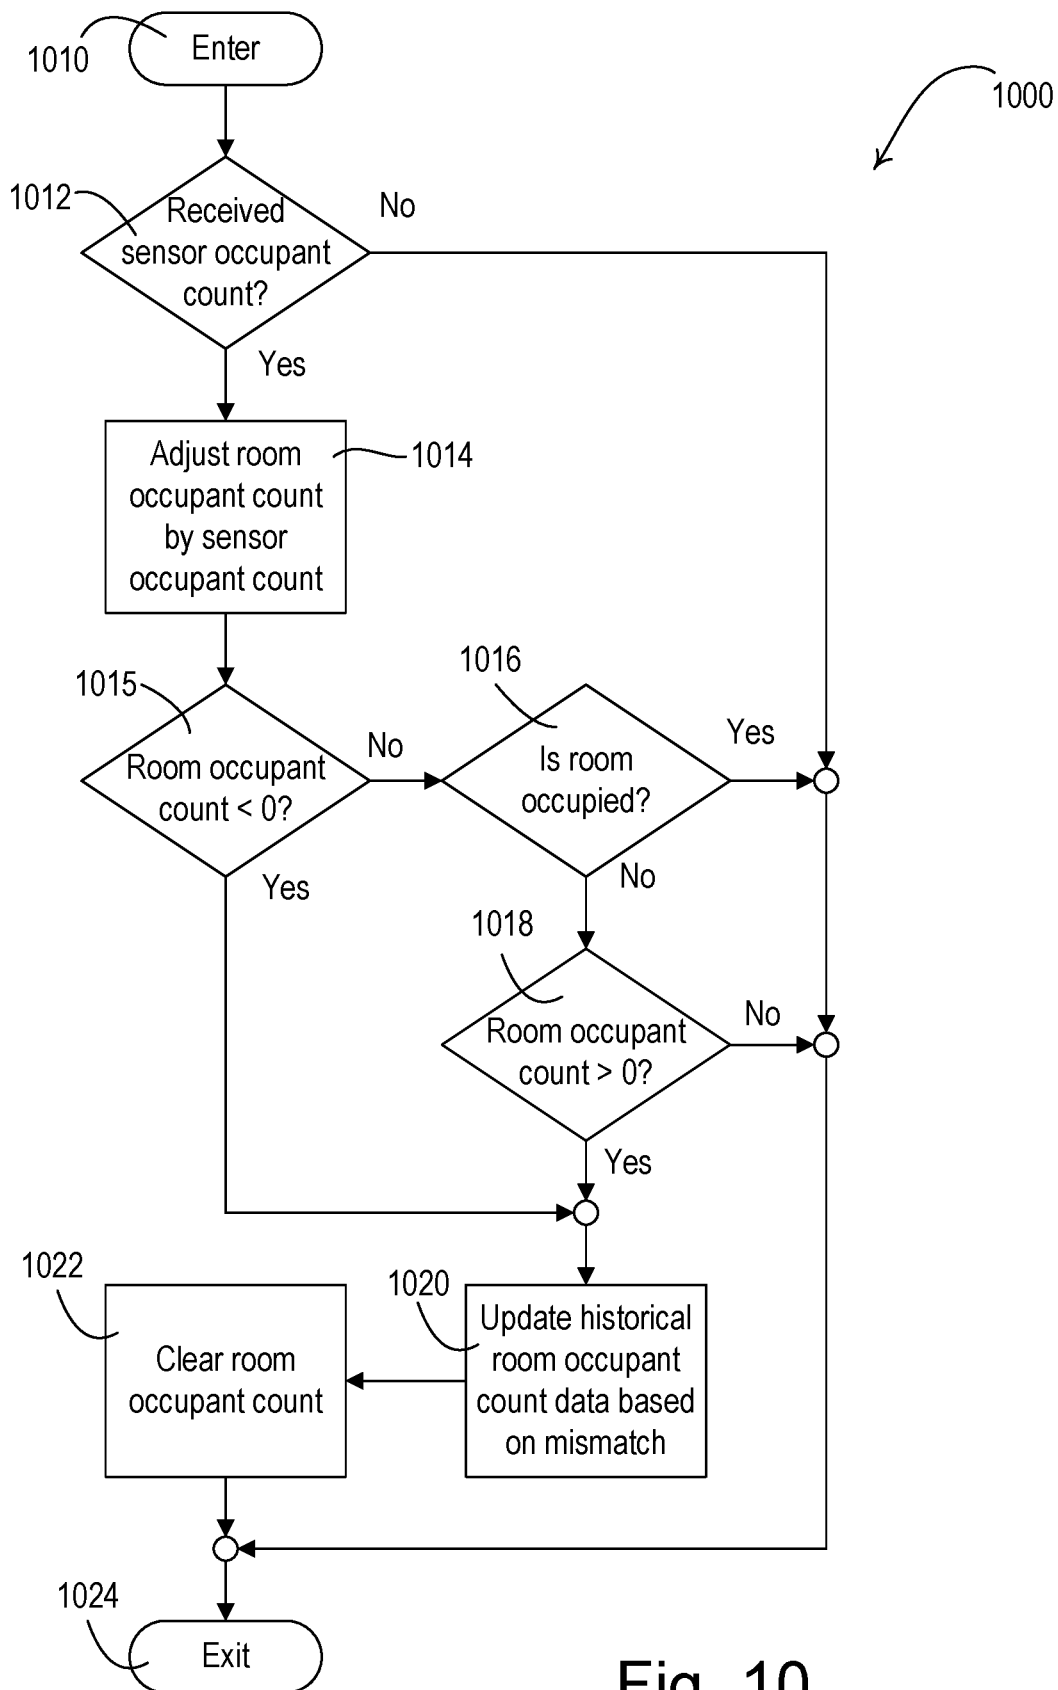 Enter
1010
1000
1012
Received
sensor occupant
count?
No
Yes
Adjust room
occupant count
by sensor
occupant count
1014
1015
Room occupant
count < 0?
No
Yes
1016
Is room
occupied?
Yes
No
1018
Room occupant
count > 0?
No
Yes
1020
Update historical
room occupant
count data based
on mismatch
1022
Clear room
occupant count
1024
Exit
Fig. 10